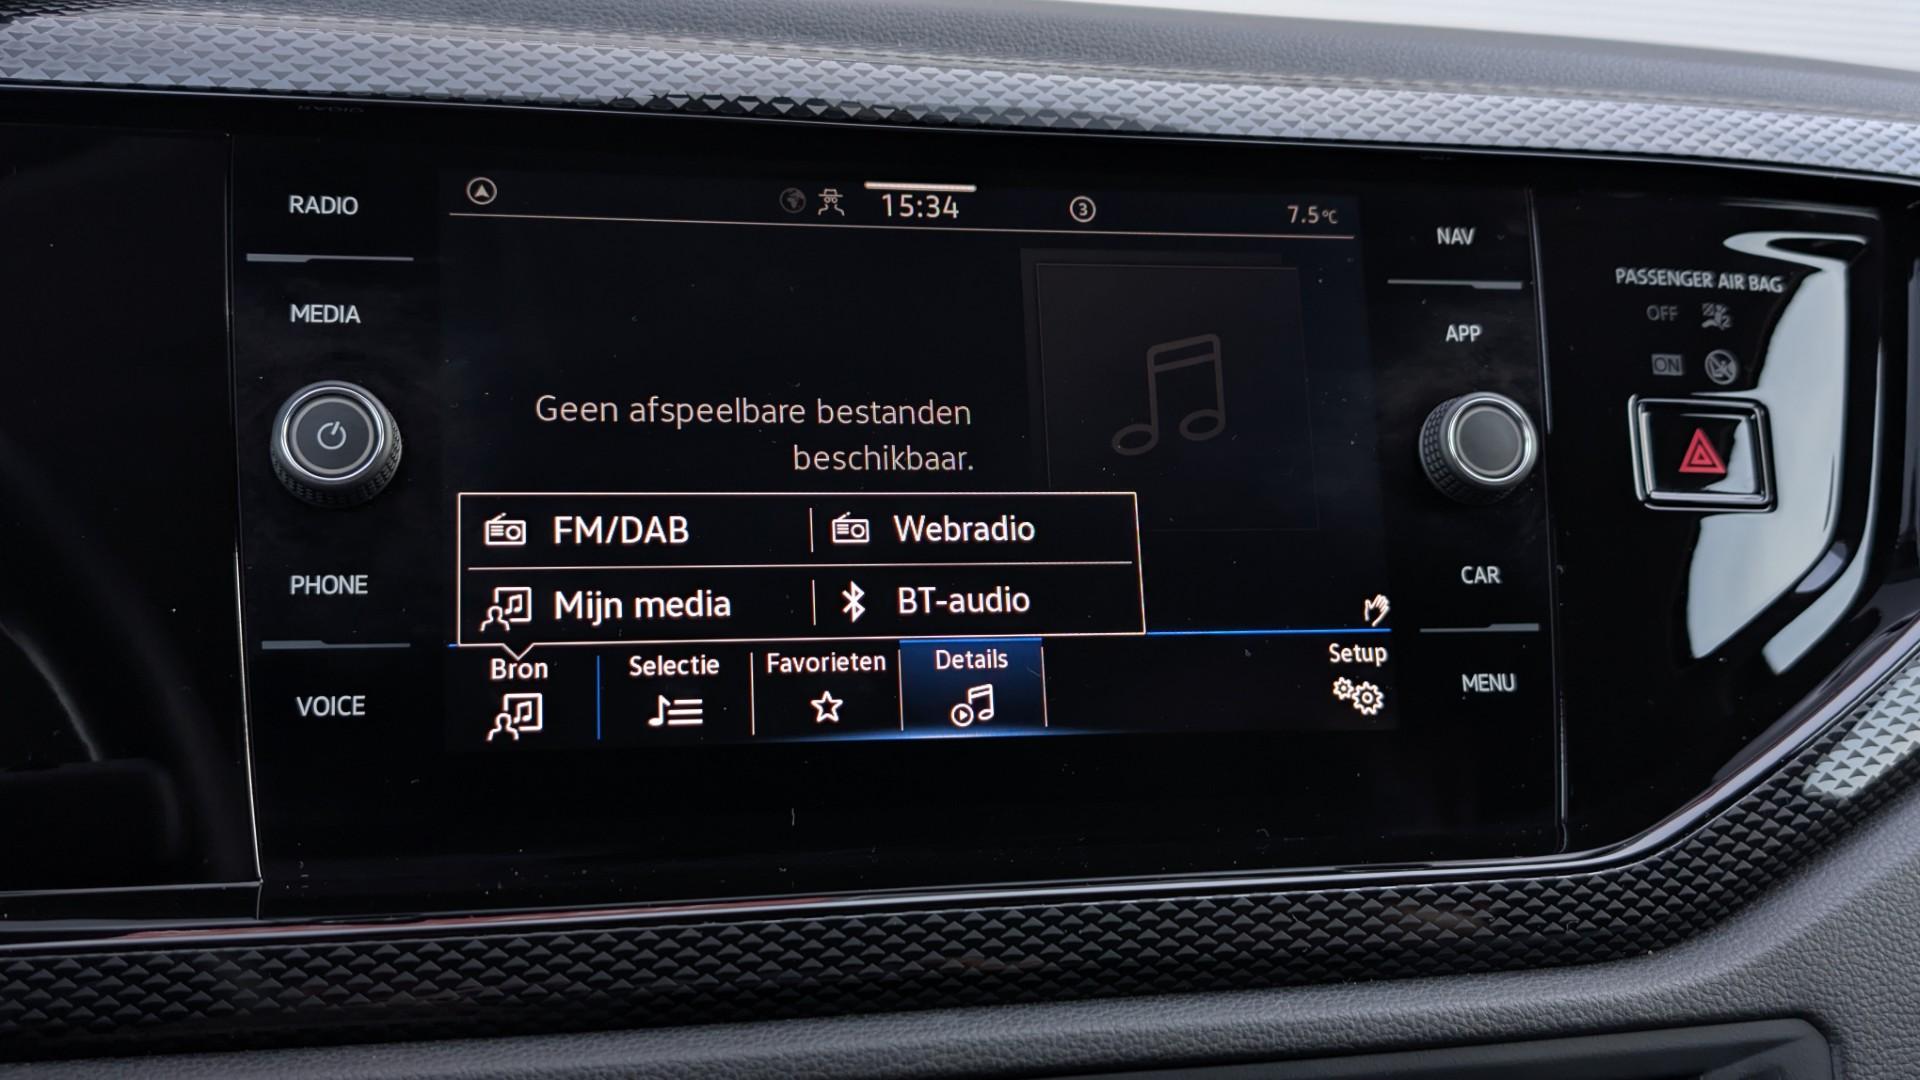 RADIO
MEDIA
PHONE
VOICE
15:34
3
7.5°C
Geen afspeelbare bestanden
beschikbaar.
FM/DAB
Webradio
Mijn media
BT-audio
Bron
Selectie
Favorieten
Details
Setup
NAV
APP
CAR
MENU
PASSENGER AIR BAG
OFF
ON